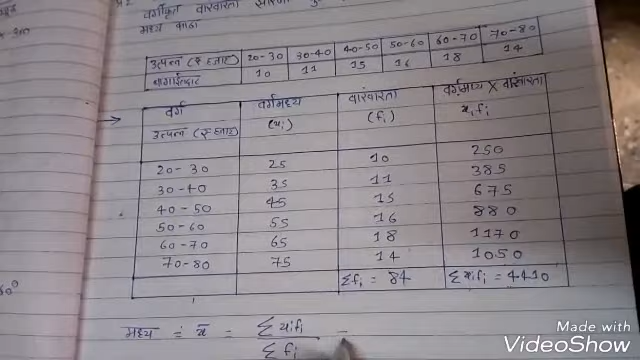 वर्गीकृत वारंवारता सारणी
मध्य काढा
उत्पन्न (रु हजार) 20-30 30-40 40-50 50-60 60-70 70-80
बागाईतदार 10 11 15 16 18 14
वर्ग वर्गमध्य वारंवारता वर्गमध्य X वारंवारता
उत्पन्न (रु हजार) (xi) (fi) xifi
20-30 25 10 250
30-40 35 11 385
40-50 45 15 675
50-60 55 16 880
60-70 65 18 1170
70-80 75 14 1050
Σfi = 84 Σxifi = 4410
मध्य = x̄ = Σxifi =
Σfi
Made with
VideoShow